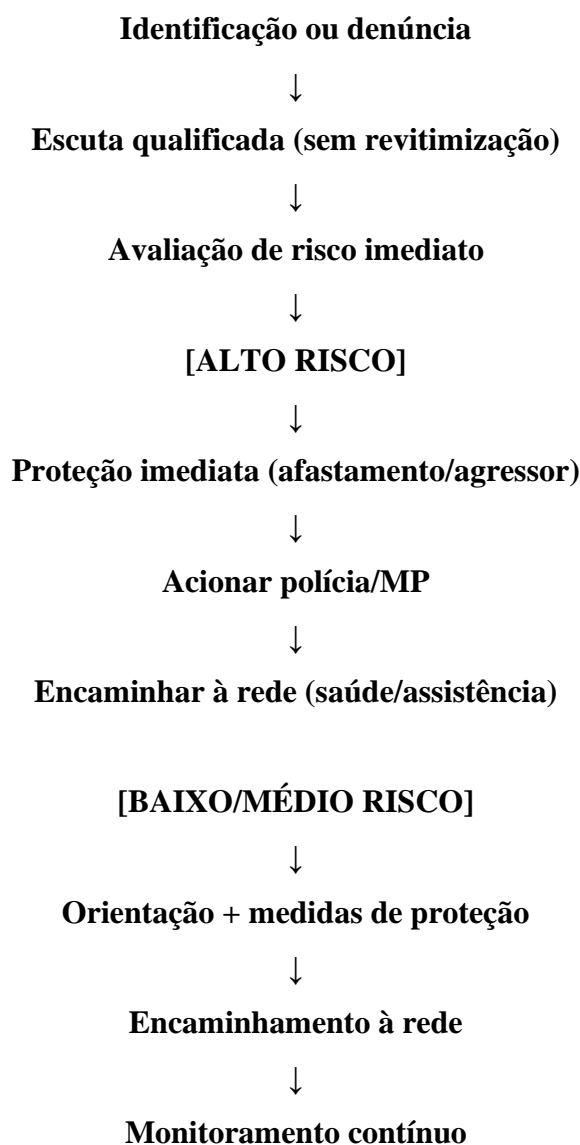 Identificação ou denúncia
↓
Escuta qualificada (sem revitimização)
↓
Avaliação de risco imediato
↓
[ALTO RISCO]
↓
Proteção imediata (afastamento/agressor)
↓
Acionar polícia/MP
↓
Encaminhar à rede (saúde/assistência)
[BAIXO/MÉDIO RISCO]
↓
Orientação + medidas de proteção
↓
Encaminhamento à rede
↓
Monitoramento contínuo